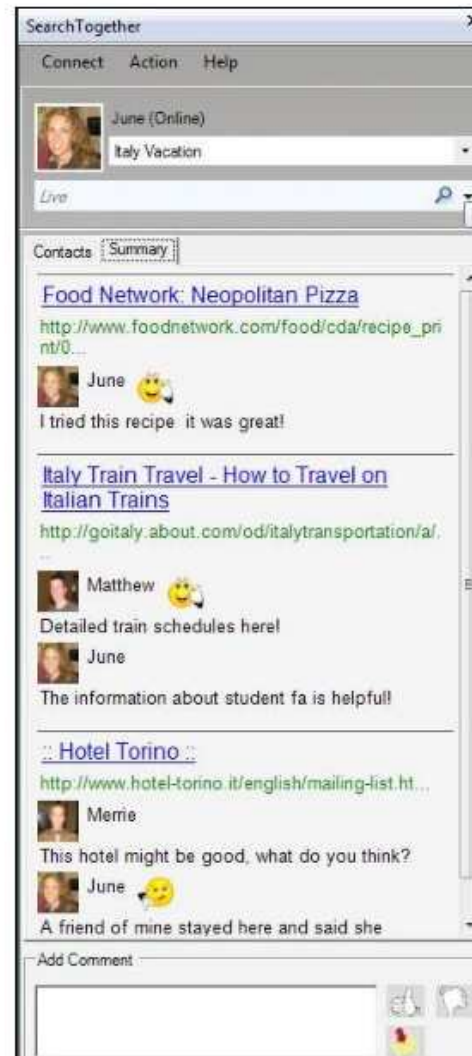 SearchTogether
Connect Action Help
June (Online)
Italy Vacation
Live
Contacts Summary
Food Network: Neopolitan Pizza
http://www.foodnetwork.com/food/cda/recipe_pri
nt/0...
June
I tried this recipe it was great!
Italy Train Travel - How to Travel on
Italian Trains
http://goitaly.about.com/od/italytransportation/a/.
..
Matthew
Detailed train schedules here!
June
The information about student fa is helpful!
:: Hotel Torino ::
http://www.hotel-torino.it/english/mailing-list.ht...
Merrie
This hotel might be good, what do you think?
June
A friend of mine stayed here and said she
Add Comment